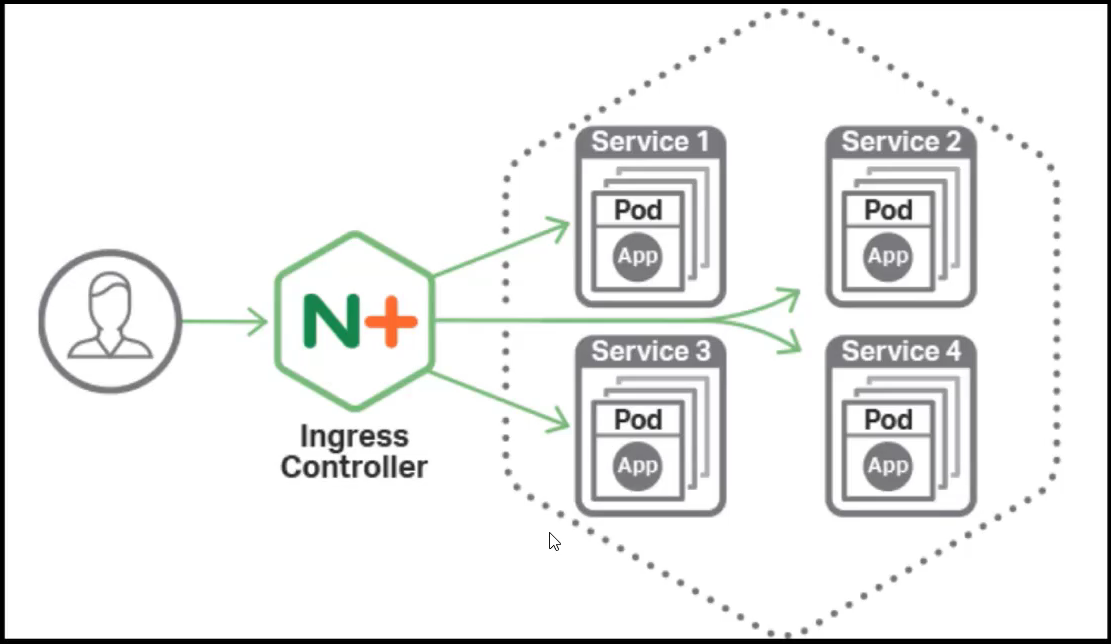 Service 1
Pod
App
Service 2
Pod
App
N+
Ingress
Controller
Service 3
Pod
App
Service 4
Pod
App